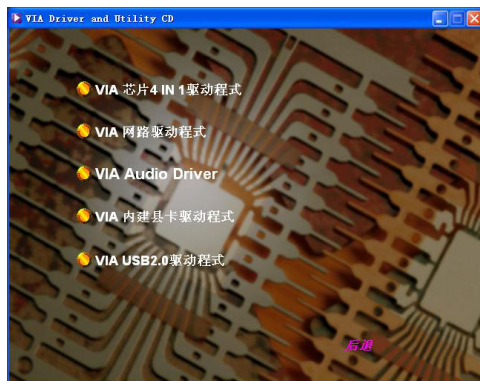 VIA Driver and Utility CD
VIA 芯片4 IN 1驱动程式
VIA 网路驱动程式
VIA Audio Driver
VIA 内建县卡驱动程式
VIA USB2.0驱动程式
后退